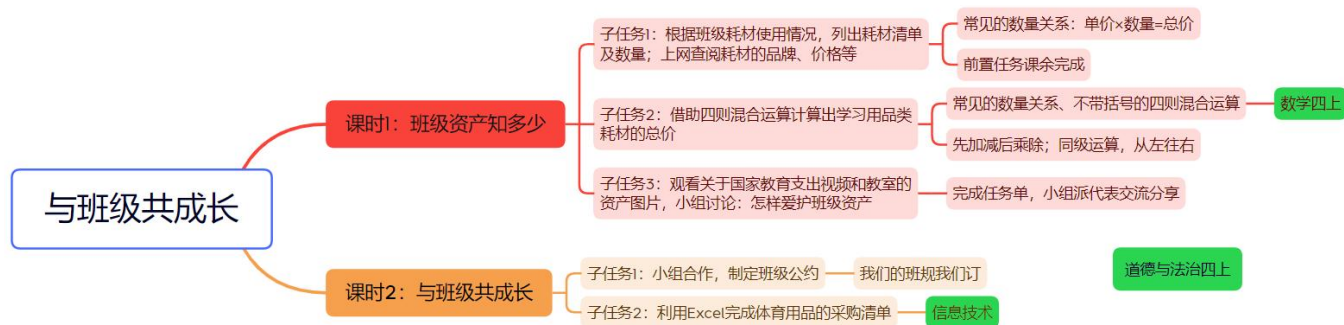 与班级共成长
课时1：班级资产知多少
子任务1：根据班级耗材使用情况，列出耗材清单
及数量；上网查阅耗材的品牌、价格等
常见的数量关系：单价×数量=总价
前置任务课余完成
子任务2：借助四则混合运算计算出学习用品类
耗材的总价
常见的数量关系、不带括号的四则混合运算
数学四上
先加减后乘除；同级运算，从左往右
子任务3：观看关于国家教育支出视频和教室的
资产图片，小组讨论：怎样爱护班级资产
完成任务单，小组派代表交流分享
课时2：与班级共成长
子任务1：小组合作，制定班级公约
我们的班规我们订
道德与法治四上
子任务2：利用Excel完成体育用品的采购清单
信息技术